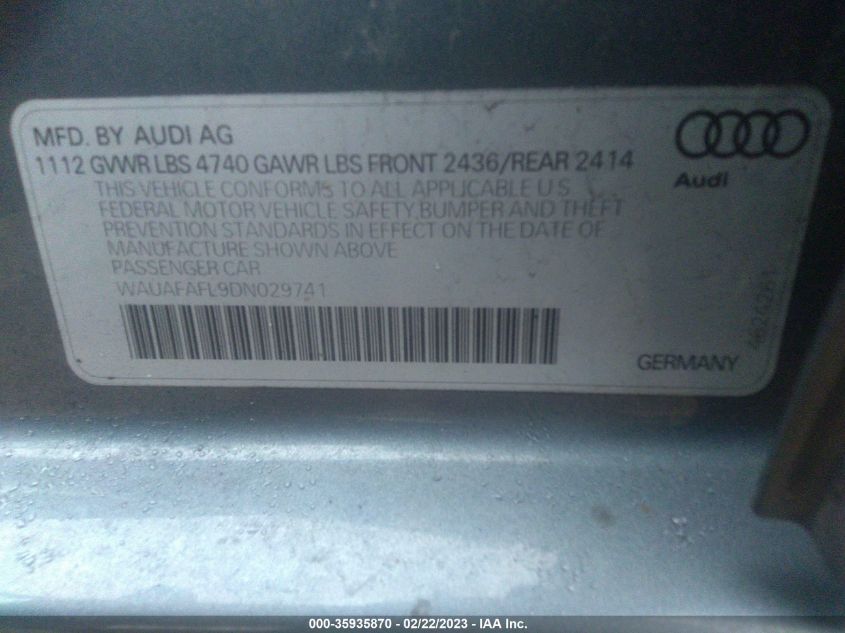 MFD. BY AUDI AG
1112 GVWR LBS 4740 GAWR LBS FRONT 2436/REAR 2414
Audi
THIS VEHICLE CONFORMS TO ALL APPLICABLE U S
FEDERAL MOTOR VEHICLE SAFETY, BUMPER AND THEFT
PREVENTION STANDARDS IN EFFECT ON THE DATE OF
MANUFACTURE SHOWN ABOVE
PASSENGER CAR
WAUAFAFL9DN029741
GERMANY
000-35935870 - 02/22/2023 - IAA Inc.